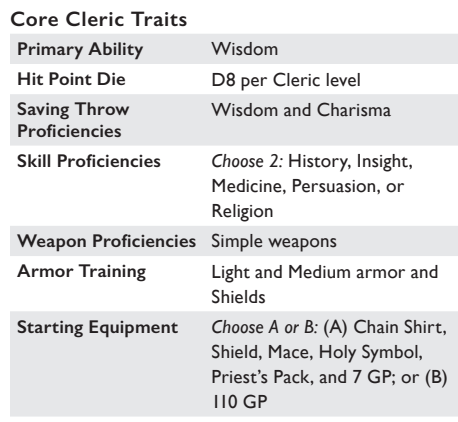 Core Cleric Traits
Primary Ability Wisdom
Hit Point Die D8 per Cleric level
Saving Throw Wisdom and Charisma
Proficiencies
Skill Proficiencies Choose 2: History, Insight,
Medicine, Persuasion, or
Religion
Weapon Proficiencies Simple weapons
Armor Training Light and Medium armor and
Shields
Starting Equipment Choose A or B: (A) Chain Shirt,
Shield, Mace, Holy Symbol,
Priest's Pack, and 7 GP; or (B)
110 GP